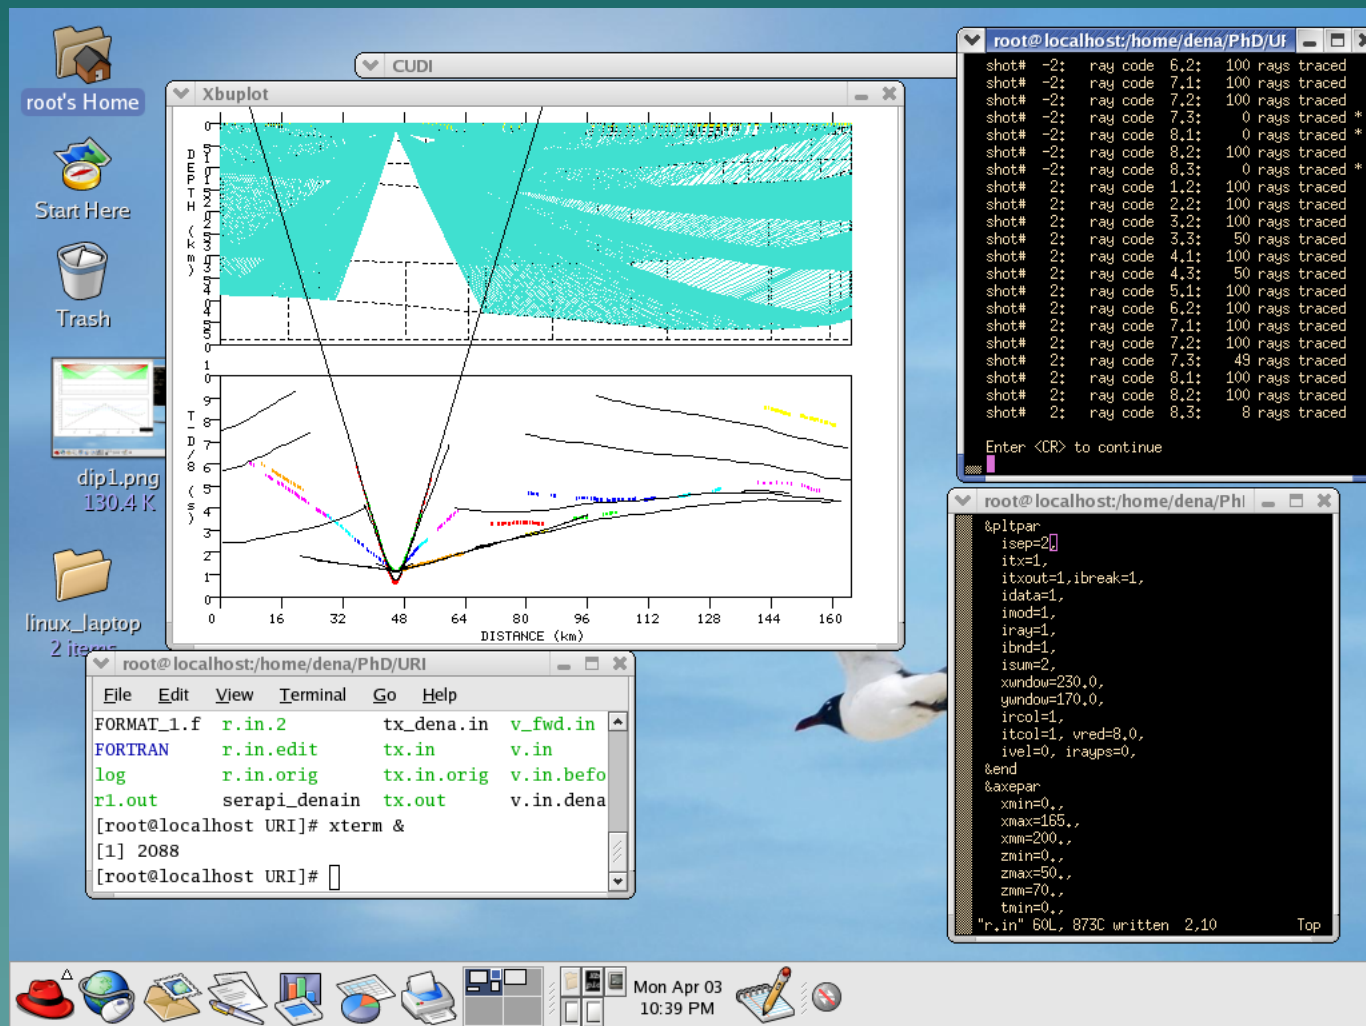 root's Home
Start Here
Trash
dip1.png
130.4 K
linux_laptop
2 items
CUDI
Xbuplot
DEPTH (km)
T-D/8 (s)
0 16 32 48 64 80 96 112 128 144 160
DISTANCE (km)
root@localhost:/home/dena/PhD/URI
File Edit View Terminal Go Help
FORMAT_1.f r.in.2 tx_dena.in v_fwd.in
FORTRAN r.in.edit tx.in v.in
log r.in.orig tx.in.orig v.in.befo
r1.out serapi_denain tx.out v.in.dena
[root@localhost URI]# xterm &
[1] 2088
[root@localhost URI]#
root@localhost:/home/dena/PhD/UR
shot# -2: ray code 6.2: 100 rays traced
shot# -2: ray code 7.1: 100 rays traced
shot# -2: ray code 7.2: 100 rays traced
shot# -2: ray code 7.3: 0 rays traced *
shot# -2: ray code 8.1: 0 rays traced *
shot# -2: ray code 8.2: 100 rays traced
shot# -2: ray code 8.3: 0 rays traced *
shot# 2: ray code 1.2: 100 rays traced
shot# 2: ray code 2.2: 100 rays traced
shot# 2: ray code 3.2: 100 rays traced
shot# 2: ray code 3.3: 50 rays traced
shot# 2: ray code 4.1: 100 rays traced
shot# 2: ray code 4.3: 50 rays traced
shot# 2: ray code 5.1: 100 rays traced
shot# 2: ray code 6.2: 100 rays traced
shot# 2: ray code 7.1: 100 rays traced
shot# 2: ray code 7.2: 100 rays traced
shot# 2: ray code 7.3: 49 rays traced
shot# 2: ray code 8.1: 100 rays traced
shot# 2: ray code 8.2: 100 rays traced
shot# 2: ray code 8.3: 8 rays traced
Enter <CR> to continue
root@localhost:/home/dena/PhI
&pltpar
isep=2,
itx=1,
itxout=1,ibreak=1,
idata=1,
imod=1,
iray=1,
ibnd=1,
isum=2,
xwndow=230.0,
ywndow=170.0,
ircol=1,
itcol=1, vred=8.0,
ivel=0, irayps=0,
&end
&axepar
xmin=0.,
xmax=165.,
xmm=200.,
zmin=0.,
zmax=50.,
zmm=70.,
tmin=0.,
"r.in" 60L, 873C written 2,10 Top
Mon Apr 03
10:39 PM